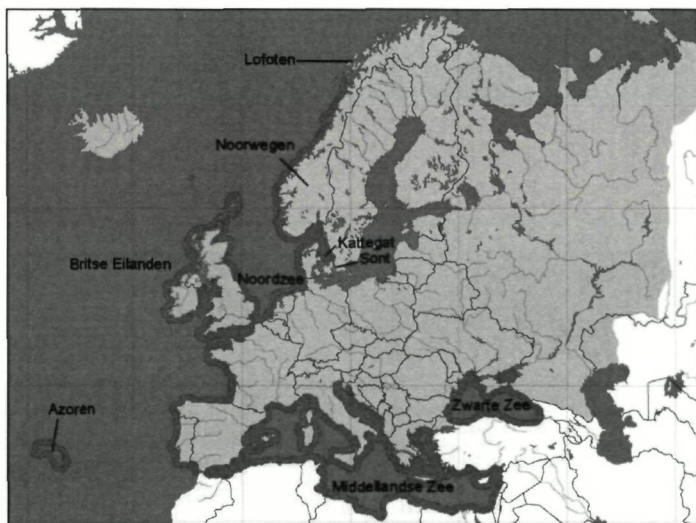 Lofoten
Noorwegen
Kattegat
Sont
Britse Eilanden
Noordzee
Azoren
Zwarte Zee
Middellandse Zee